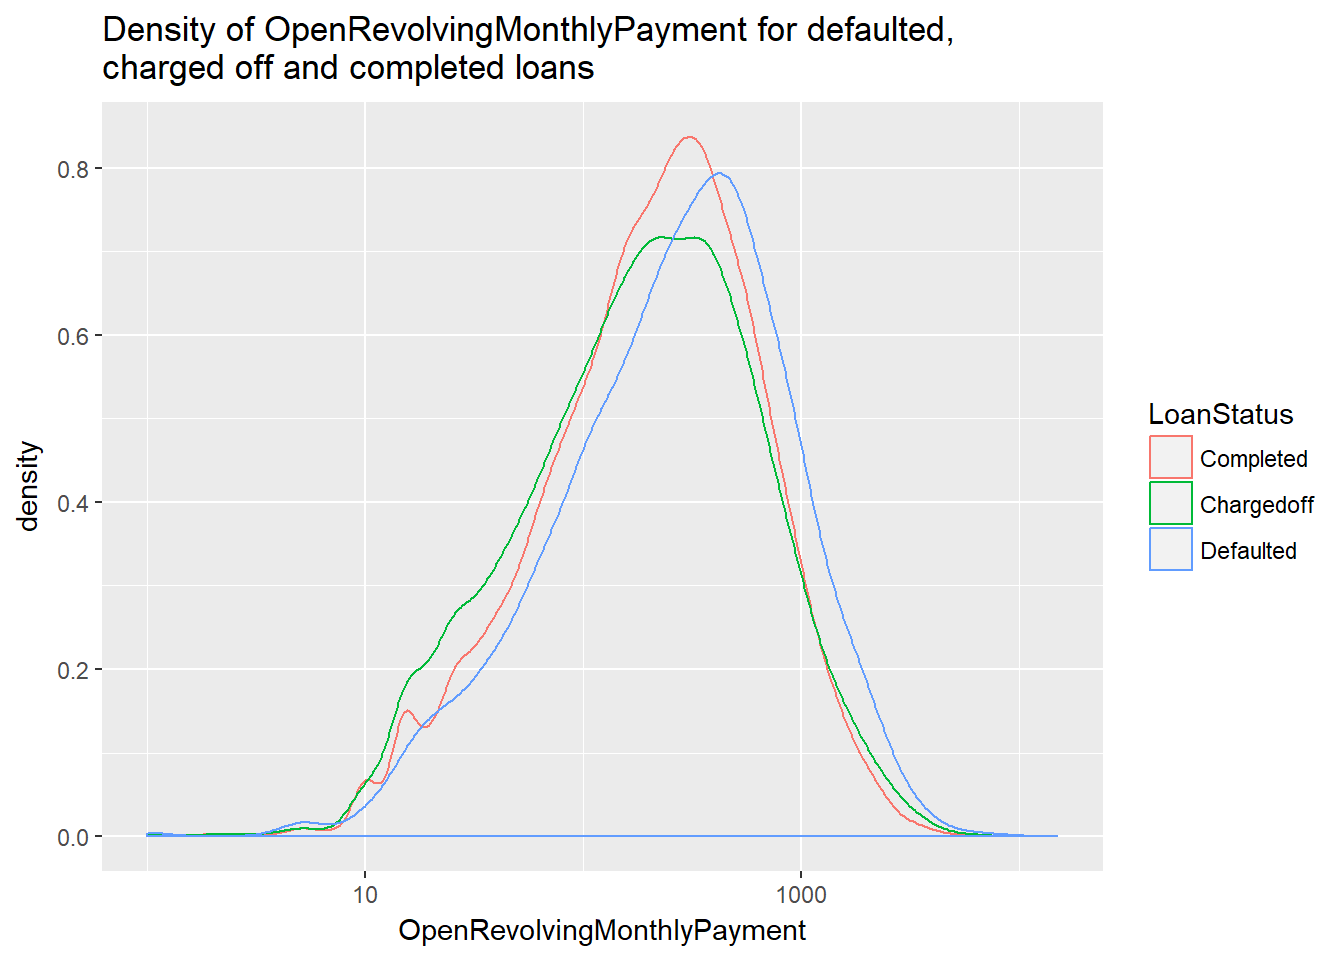 Density of OpenRevolvingMonthlyPayment for defaulted,
charged off and completed loans
density
0.8
0.6
0.4
0.2
0.0
10
1000
OpenRevolvingMonthlyPayment
LoanStatus
Completed
Chargedoff
Defaulted